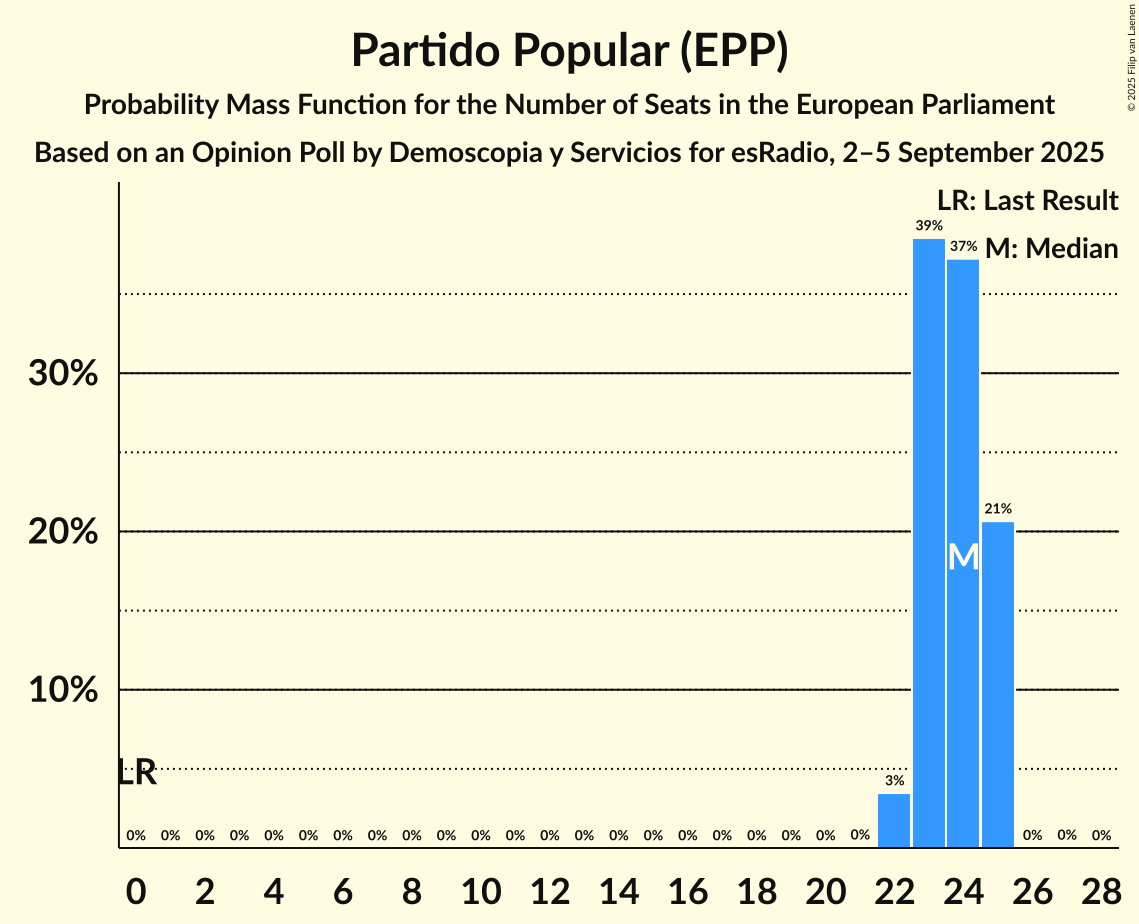 Partido Popular (EPP)
Probability Mass Function for the Number of Seats in the European Parliament
Based on an Opinion Poll by Demoscopia y Servicios for esRadio, 2–5 September 2025
© 2025 Filip van Laenen
LR: Last Result
M: Median
39%
37%
30%
21%
20%
M
10%
LR
3%
0% 0% 0% 0% 0% 0% 0% 0% 0% 0% 0% 0% 0% 0% 0% 0% 0% 0% 0% 0% 0% 0% 0% 0% 0%
0 2 4 6 8 10 12 14 16 18 20 22 24 26 28